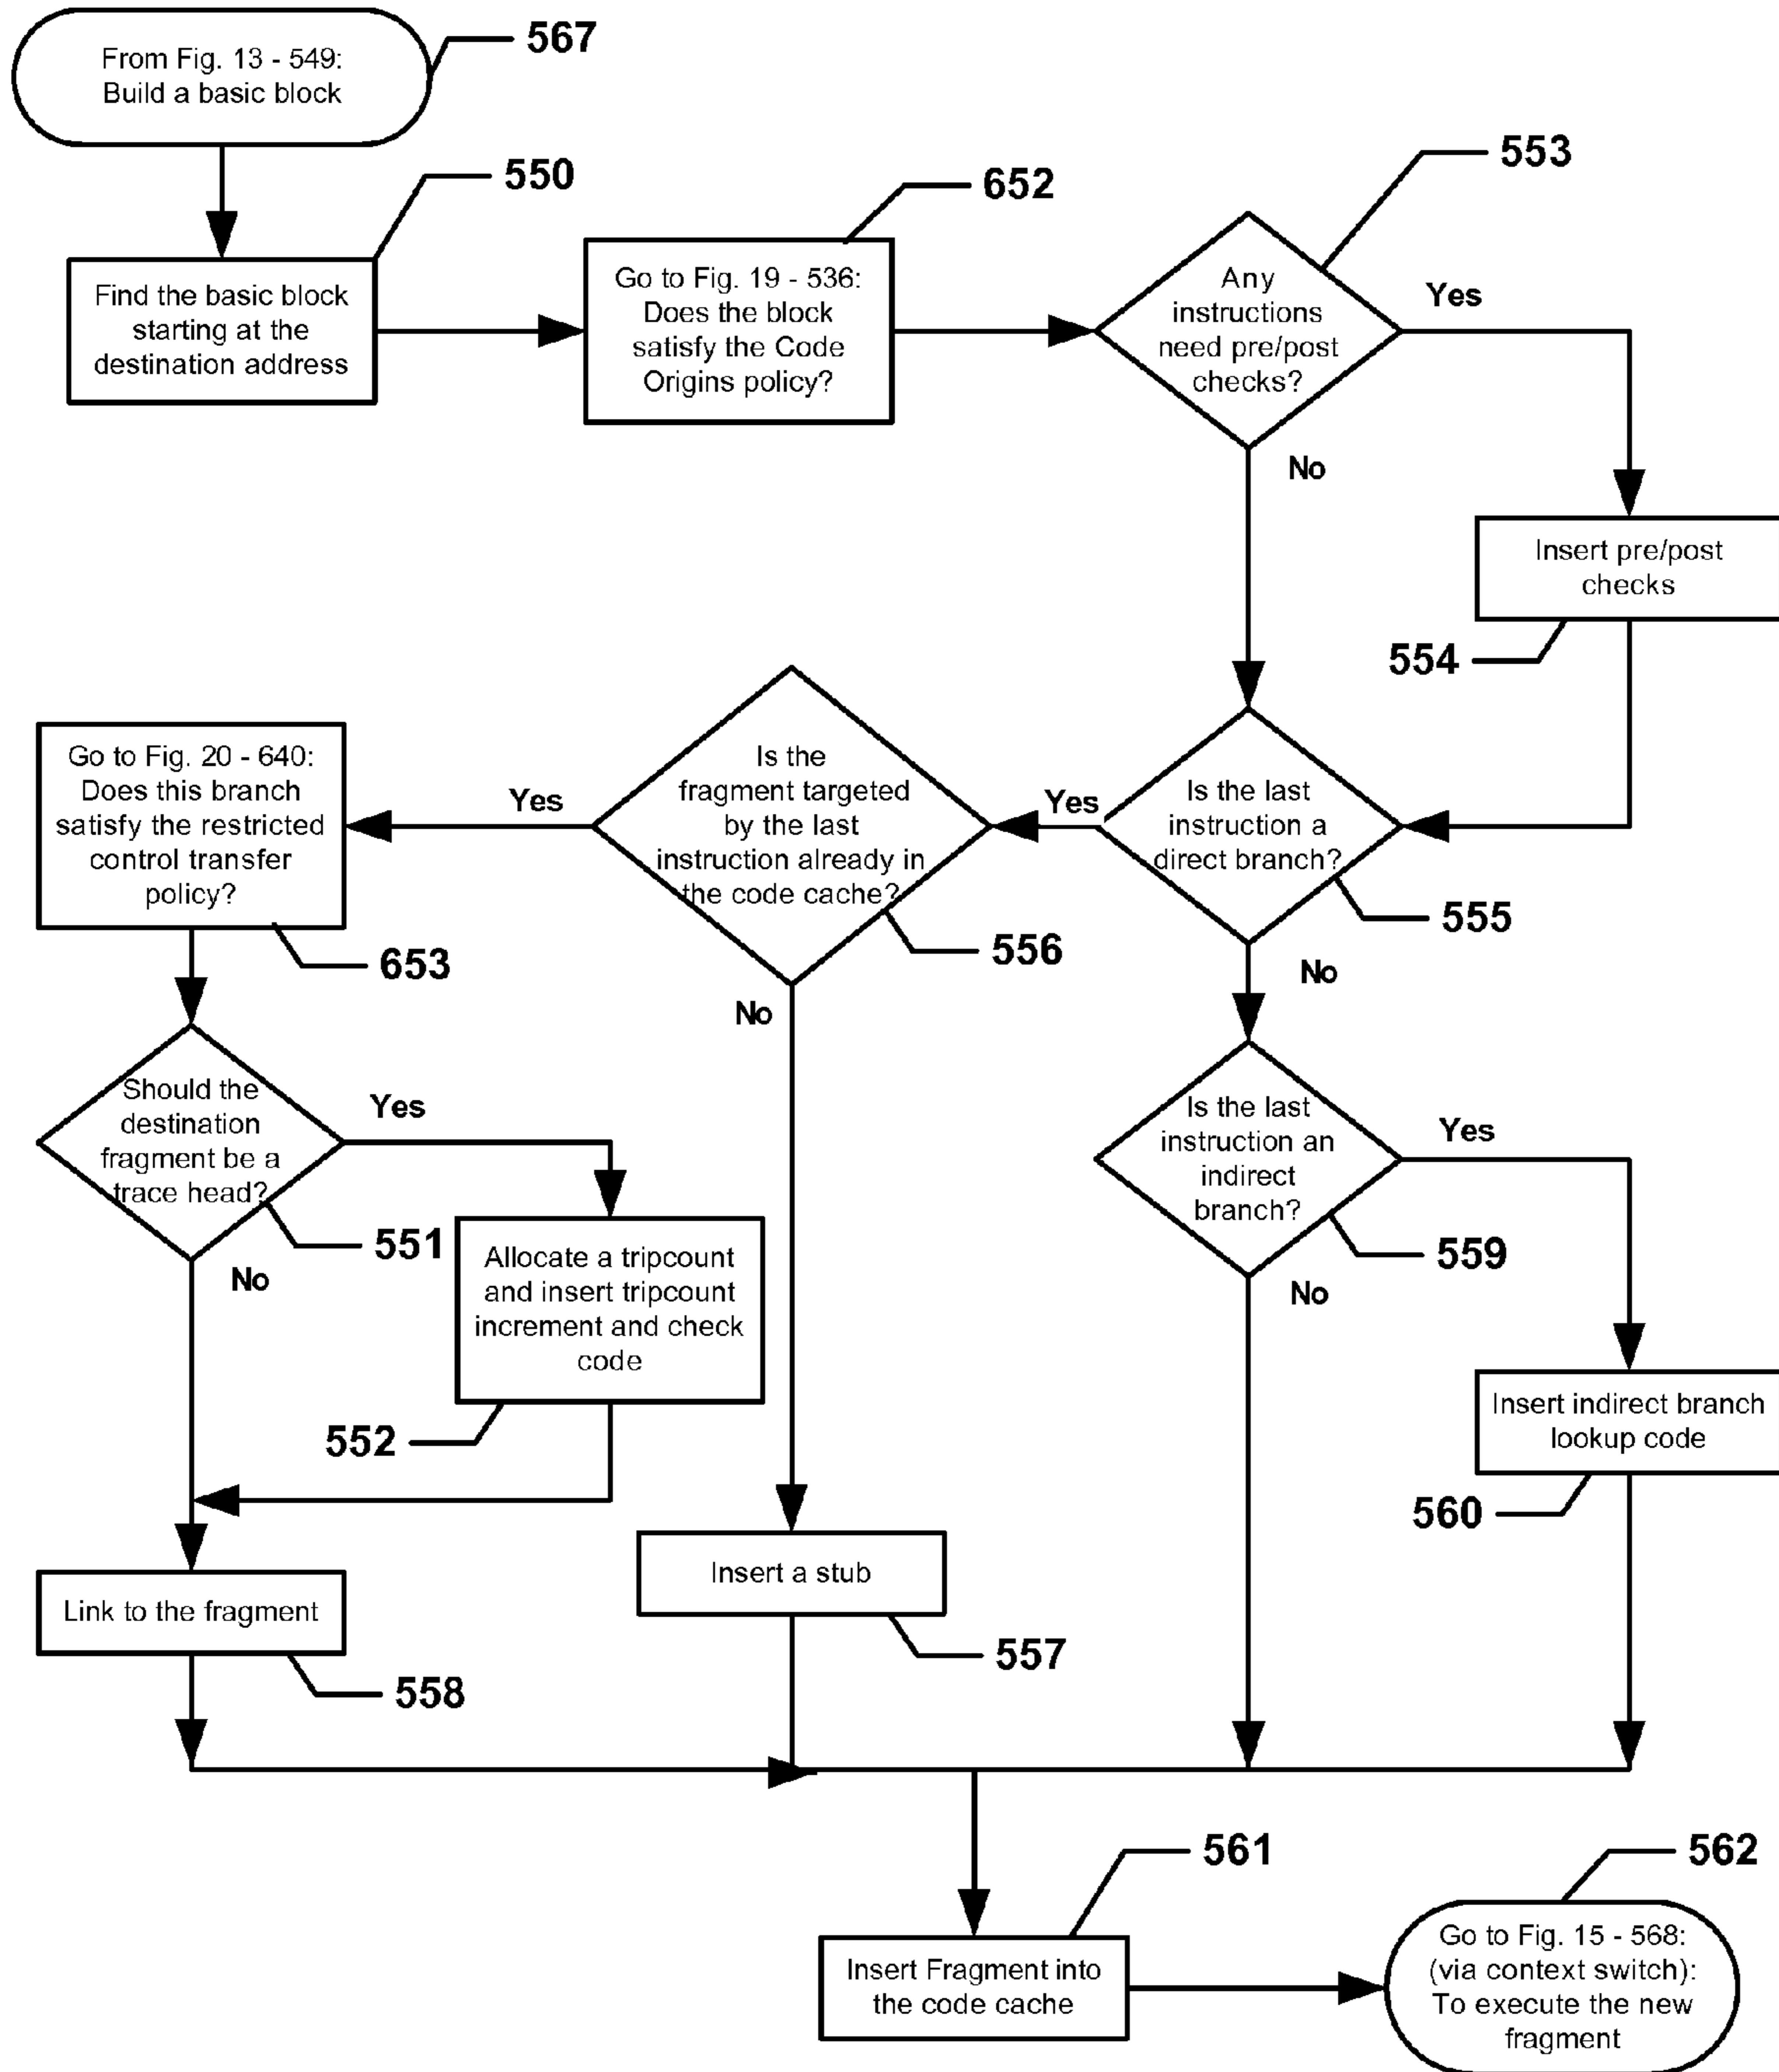 From Fig. 13 - 549:
Build a basic block
567
550
Find the basic block
starting at the
destination address
652
Go to Fig. 19 - 536:
Does the block
satisfy the Code
Origins policy?
553
Any
instructions
need pre/post
checks?
Yes
No
Insert pre/post
checks
554
Is the last
instruction a
direct branch?
555
Yes
No
Is the
fragment targeted
by the last
instruction already in
the code cache?
556
Yes
No
Go to Fig. 20 - 640:
Does this branch
satisfy the restricted
control transfer
policy?
653
Should the
destination
fragment be a
trace head?
551
Yes
No
Allocate a tripcount
and insert tripcount
increment and check
code
552
Is the last
instruction an
indirect
branch?
559
Yes
No
Insert indirect branch
lookup code
560
Insert a stub
557
Link to the fragment
558
561
Insert Fragment into
the code cache
562
Go to Fig. 15 - 568:
(via context switch):
To execute the new
fragment